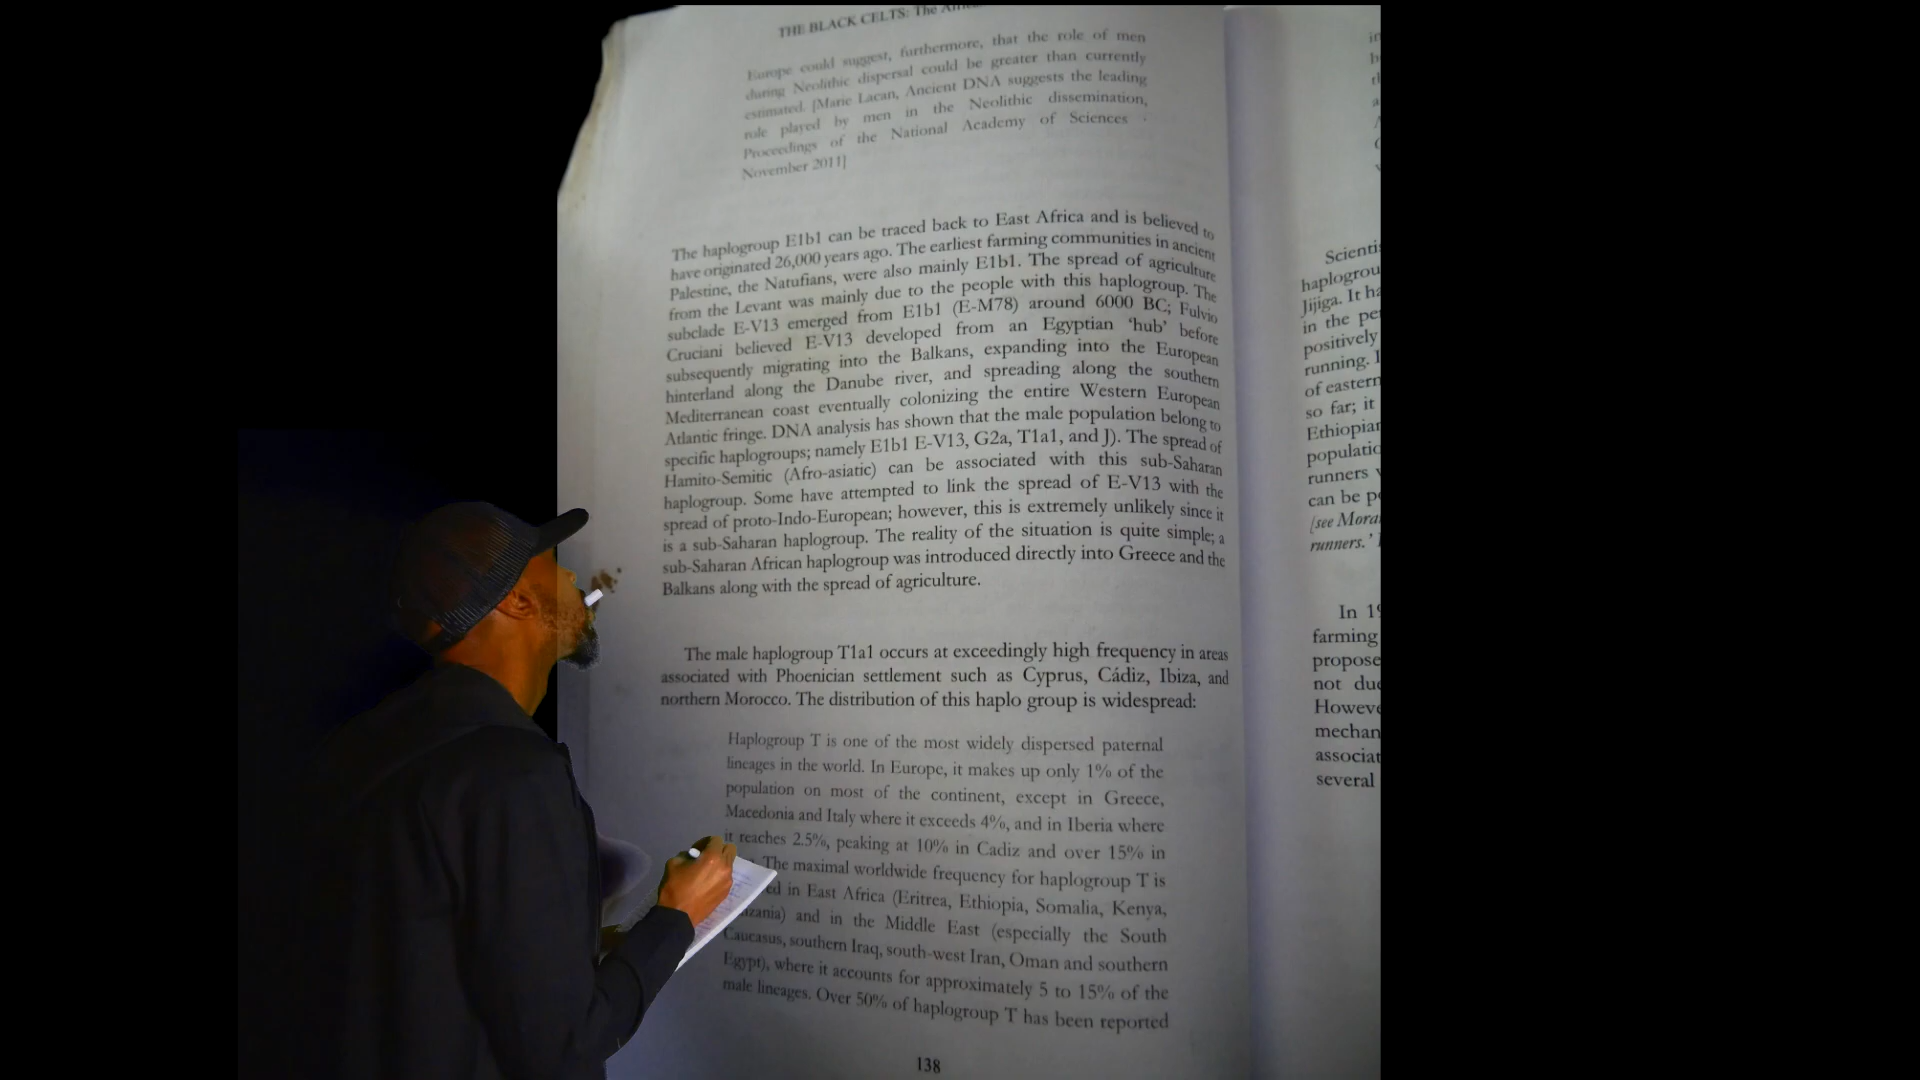 THE BLACK CELTS: The
Europe could suggest, furthermore, that the role of men
during Neolithic dispersal could be greater than currently
estimated. [Marie Lacan, Ancient DNA suggests the leading
role played by men in the Neolithic dissemination,
Proceedings of the National Academy of Sciences -
November 2011]
The haplogroup E1b1 can be traced back to East Africa and is believed to
have originated 26,000 years ago. The earliest farming communities in ancient
Palestine, the Natufians, were also mainly E1b1. The spread of agriculture
from the Levant was mainly due to the people with this haplogroup. The
subclade E-V13 emerged from E1b1 (E-M78) around 6000 BC; Fulvio
Cruciani believed E-V13 developed from an Egyptian 'hub' before
subsequently migrating into the Balkans, expanding into the European
hinterland along the Danube river, and spreading along the southern
Mediterranean coast eventually colonizing the entire Western European
Atlantic fringe. DNA analysis has shown that the male population belong to
specific haplogroups; namely E1b1 E-V13, G2a, T1a1, and J). The spread of
Hamito-Semitic (Afro-asiatic) can be associated with this sub-Saharan
haplogroup. Some have attempted to link the spread of E-V13 with the
spread of proto-Indo-European; however, this is extremely unlikely since it
is a sub-Saharan haplogroup. The reality of the situation is quite simple; a
sub-Saharan African haplogroup was introduced directly into Greece and the
Balkans along with the spread of agriculture.
The male haplogroup T1a1 occurs at exceedingly high frequency in areas
associated with Phoenician settlement such as Cyprus, Cádiz, Ibiza, and
northern Morocco. The distribution of this haplo group is widespread:
Haplogroup T is one of the most widely dispersed paternal
lineages in the world. In Europe, it makes up only 1% of the
population on most of the continent, except in Greece,
Macedonia and Italy where it exceeds 4%, and in Iberia where
it reaches 2.5%, peaking at 10% in Cadiz and over 15% in
The maximal worldwide frequency for haplogroup T is
ed in East Africa (Eritrea, Ethiopia, Somalia, Kenya,
zania) and in the Middle East (especially the South
Caucasus, southern Iraq, south-west Iran, Oman and southern
Egypt), where it accounts for approximately 5 to 15% of the
male lineages. Over 50% of haplogroup T has been reported
138
Scienti
haplogrou
Jijiga. It ha
in the pe
positively
running. I
of eastern
so far; it
Ethiopian
populatio
runners
can be p
[see Mora
runners.'
In 19
farming
propose
not du
Howeve
mechan
associat
several